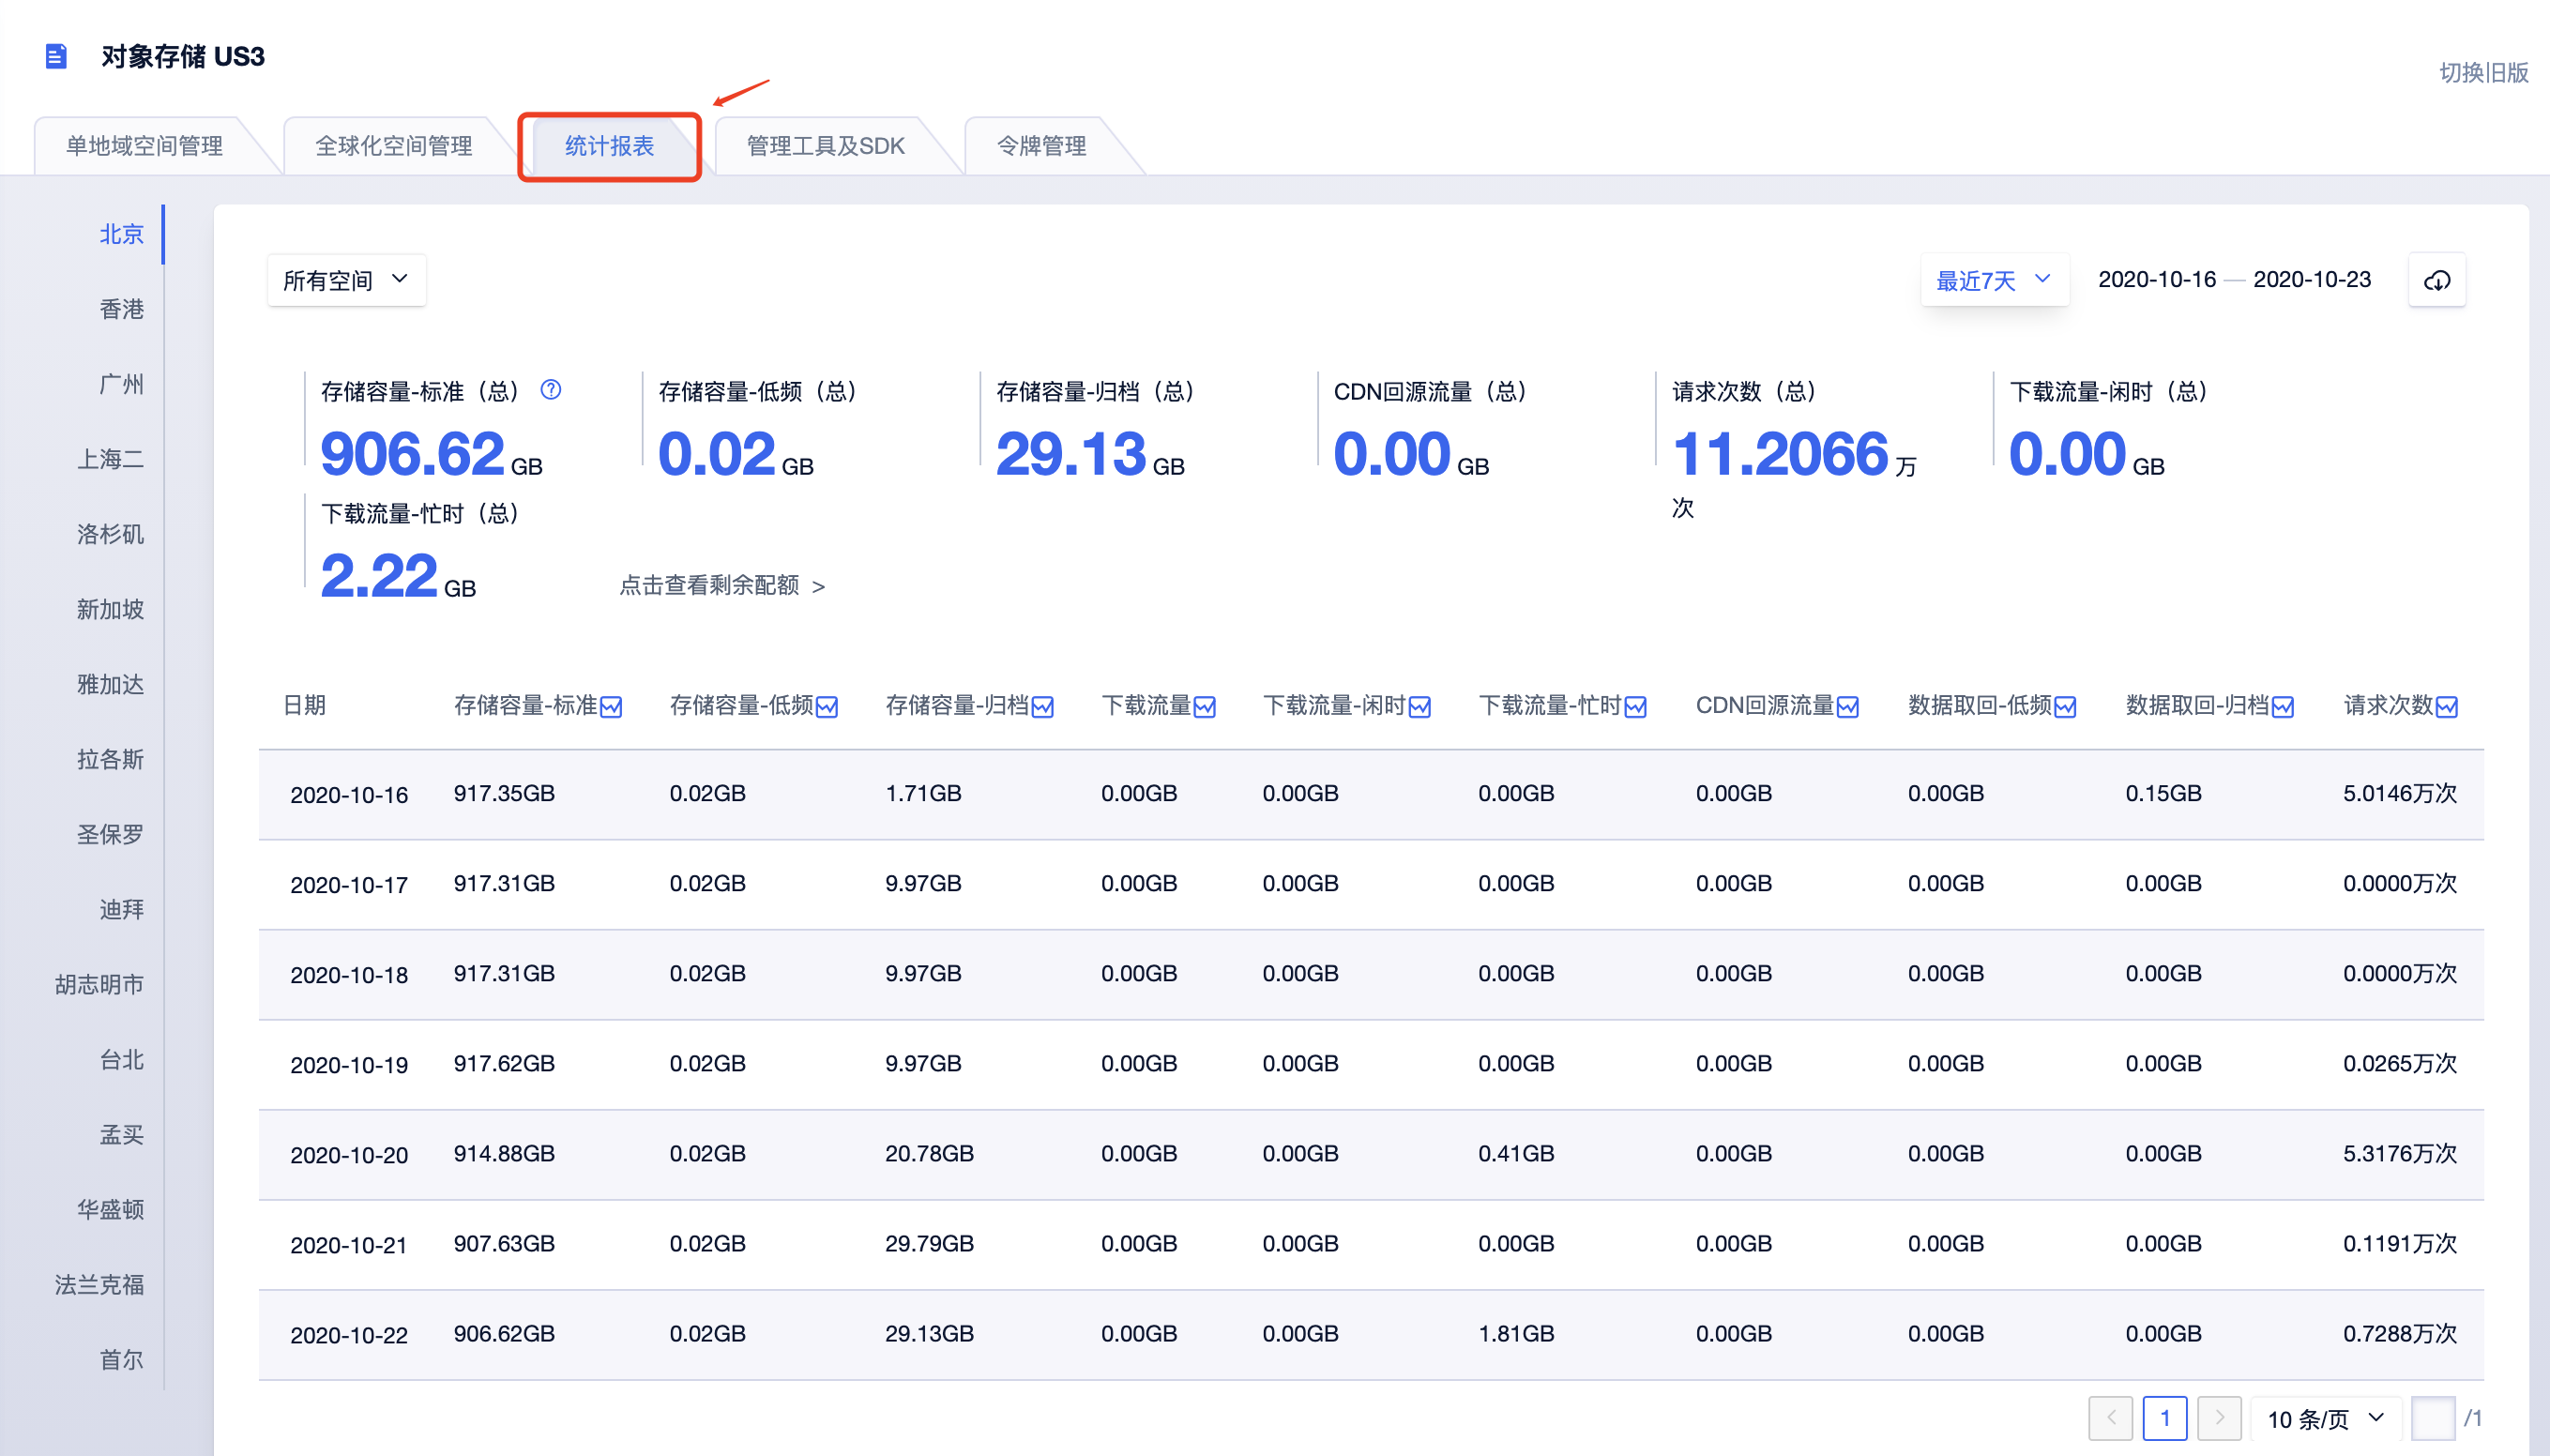 对象存储 US3
切换旧版
单地域空间管理 全球化空间管理 统计报表 管理工具及SDK 令牌管理
北京
香港
广州
上海二
洛杉矶
新加坡
雅加达
拉各斯
圣保罗
迪拜
胡志明市
台北
孟买
华盛顿
法兰克福
首尔
所有空间 最近7天 2020-10-16 — 2020-10-23
存储容量-标准（总） ? 存储容量-低频（总） 存储容量-归档（总） CDN回源流量（总） 请求次数（总） 下载流量-闲时（总）
906.62 GB 0.02 GB 29.13 GB 0.00 GB 11.2066 万 0.00 GB
次
下载流量-忙时（总）
2.22 GB 点击查看剩余配额 >
日期 存储容量-标准 存储容量-低频 存储容量-归档 下载流量 下载流量-闲时 下载流量-忙时 CDN回源流量 数据取回-低频 数据取回-归档 请求次数
2020-10-16 917.35GB 0.02GB 1.71GB 0.00GB 0.00GB 0.00GB 0.00GB 0.00GB 0.15GB 5.0146万次
2020-10-17 917.31GB 0.02GB 9.97GB 0.00GB 0.00GB 0.00GB 0.00GB 0.00GB 0.00GB 0.0000万次
2020-10-18 917.31GB 0.02GB 9.97GB 0.00GB 0.00GB 0.00GB 0.00GB 0.00GB 0.00GB 0.0000万次
2020-10-19 917.62GB 0.02GB 9.97GB 0.00GB 0.00GB 0.00GB 0.00GB 0.00GB 0.00GB 0.0265万次
2020-10-20 914.88GB 0.02GB 20.78GB 0.00GB 0.00GB 0.41GB 0.00GB 0.00GB 0.00GB 5.3176万次
2020-10-21 907.63GB 0.02GB 29.79GB 0.00GB 0.00GB 0.00GB 0.00GB 0.00GB 0.00GB 0.1191万次
2020-10-22 906.62GB 0.02GB 29.13GB 0.00GB 0.00GB 1.81GB 0.00GB 0.00GB 0.00GB 0.7288万次
1 10 条/页 /1